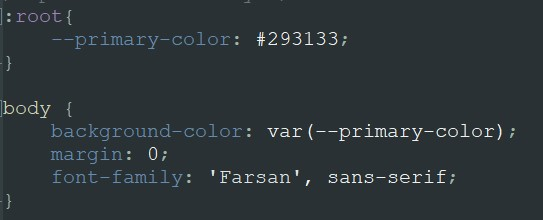 :root{
--primary-color: #293133;
}
body {
background-color: var(--primary-color);
margin: 0;
font-family: 'Farsan', sans-serif;
}